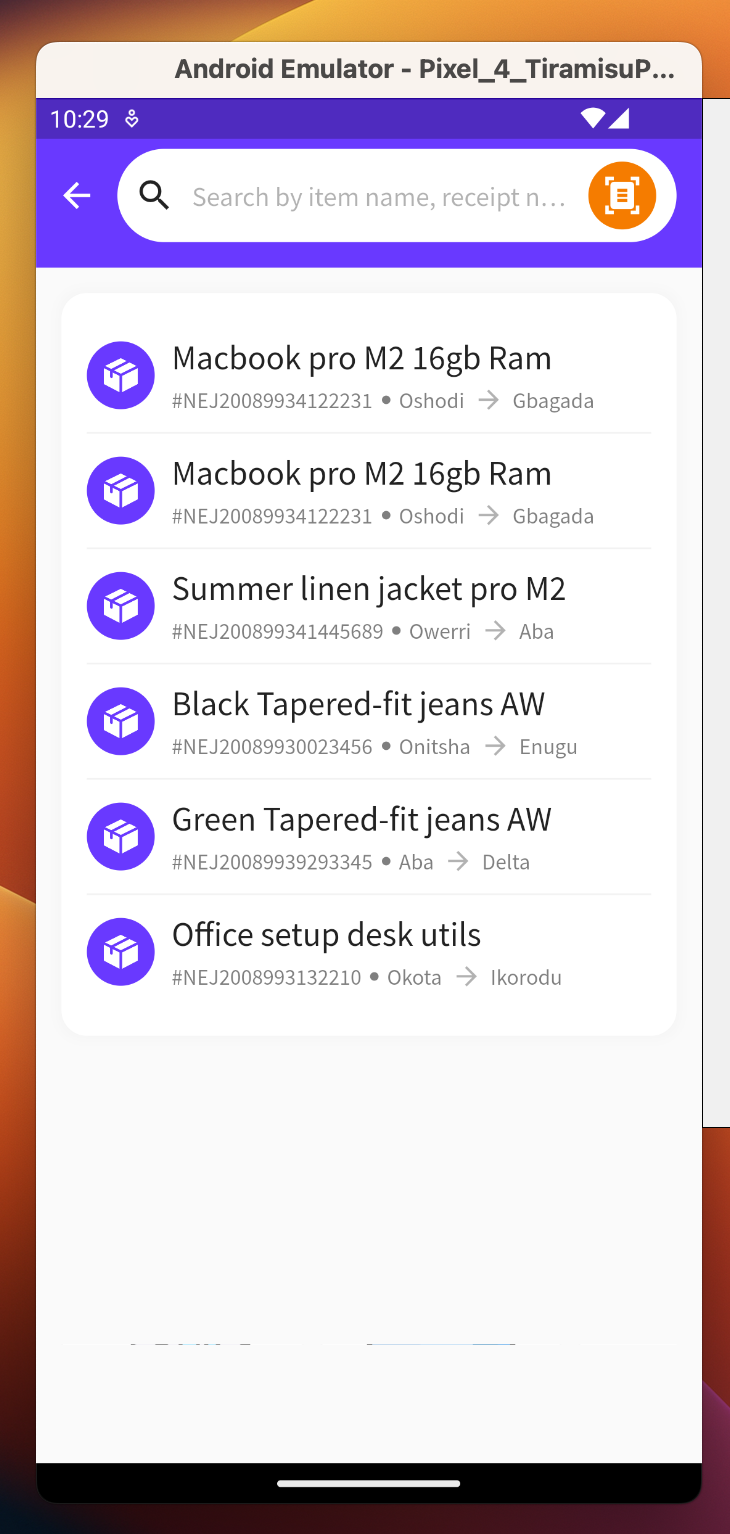 Android Emulator - Pixel_4_TiramisuP...
10:29
Search by item name, receipt n...
Macbook pro M2 16gb Ram
#NEJ20089934122231 • Oshodi → Gbagada
Macbook pro M2 16gb Ram
#NEJ20089934122231 • Oshodi → Gbagada
Summer linen jacket pro M2
#NEJ200899341445689 • Owerri → Aba
Black Tapered-fit jeans AW
#NEJ20089930023456 • Onitsha → Enugu
Green Tapered-fit jeans AW
#NEJ20089939293345 • Aba → Delta
Office setup desk utils
#NEJ2008993132210 • Okota → Ikorodu